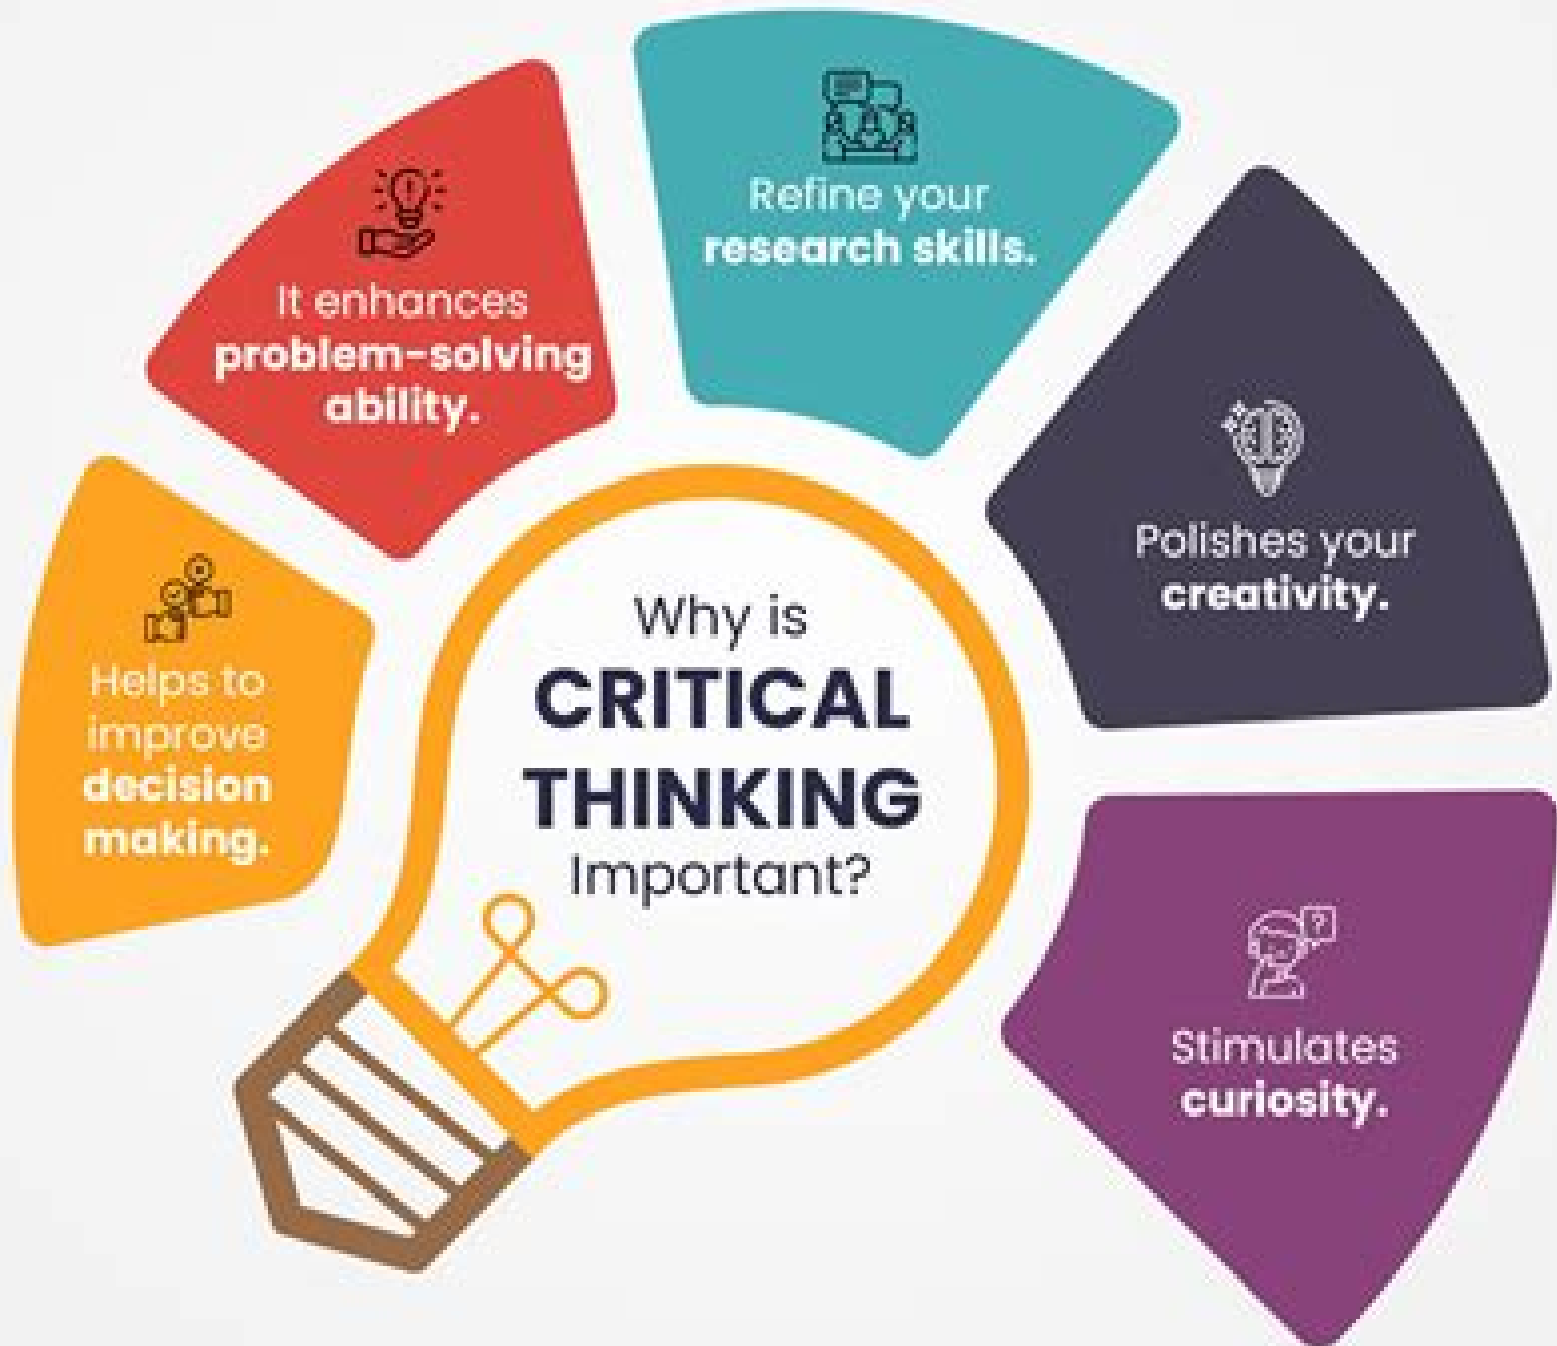 Why is
CRITICAL
THINKING
Important?
Helps to
improve
decision
making.
It enhances
problem-solving
ability.
Refine your
research skills.
Polishes your
creativity.
Stimulates
curiosity.
?